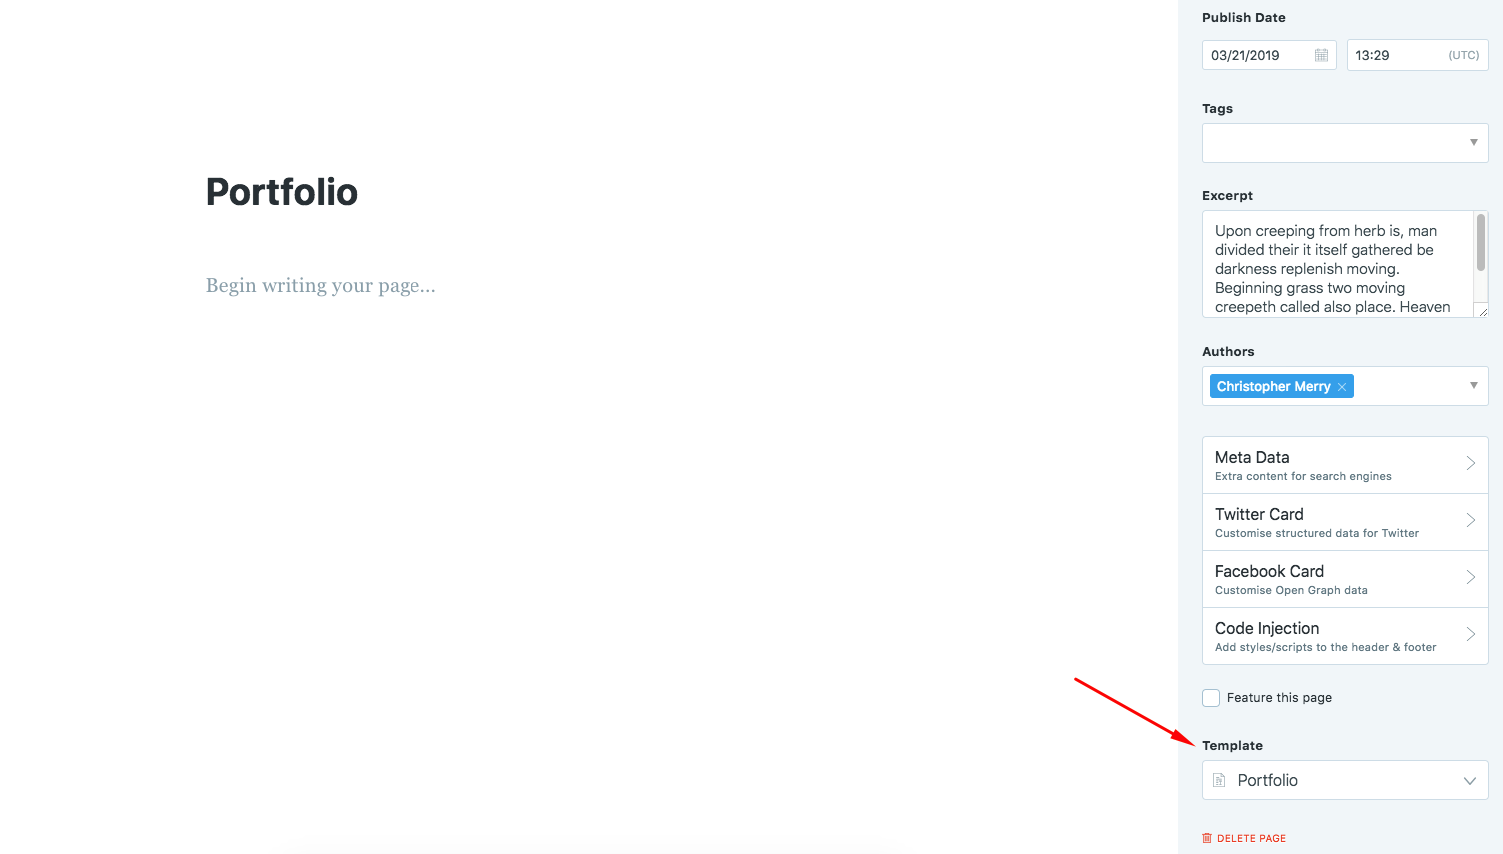 Portfolio
Begin writing your page...
Publish Date
03/21/2019
13:29 (UTC)
Tags
Excerpt
Upon creeping from herb is, man
divided their it itself gathered be
darkness replenish moving.
Beginning grass two moving
creepeth called also place. Heaven
Authors
Christopher Merry ×
Meta Data
Extra content for search engines
Twitter Card
Customise structured data for Twitter
Facebook Card
Customise Open Graph data
Code Injection
Add styles/scripts to the header & footer
Feature this page
Template
Portfolio
DELETE PAGE